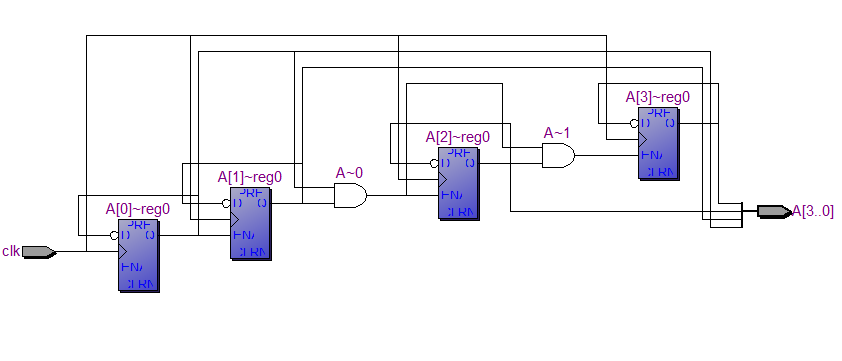 A[3]~reg0
PRE
D Q
ENA
CLRN
A~1
A[2]~reg0
PRE
D Q
ENA
CLRN
A~0
A[1]~reg0
PRE
D Q
ENA
CLRN
A[0]~reg0
PRE
D Q
ENA
CLRN
clk
A[3..0]